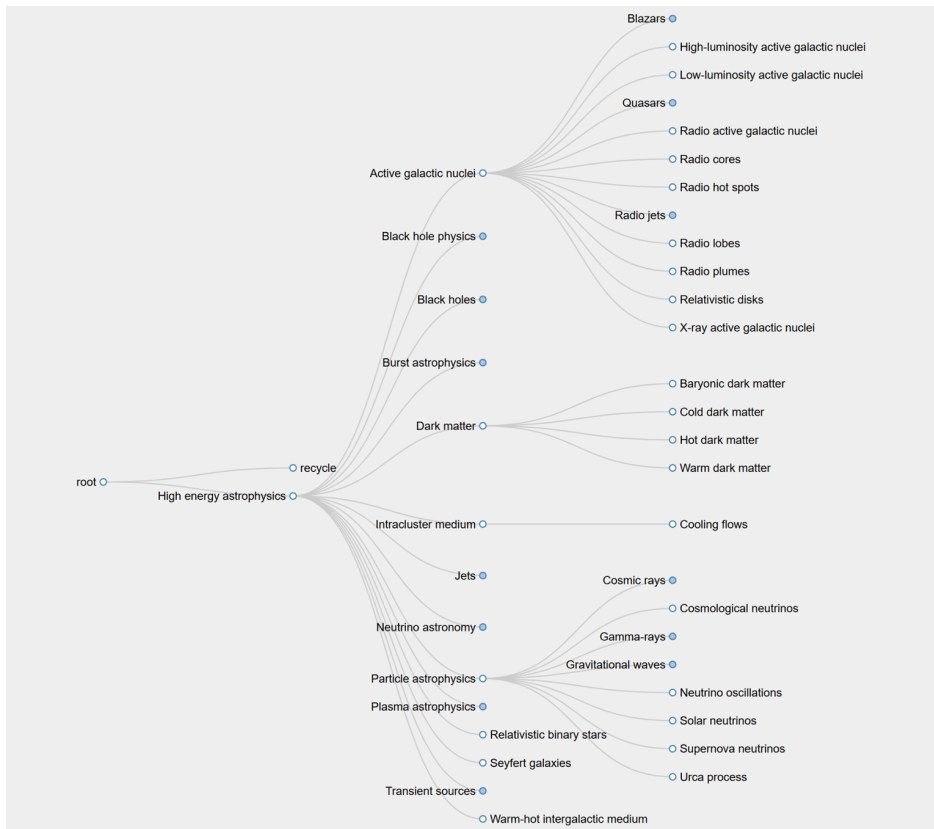 Blazars
High-luminosity active galactic nuclei
Low-luminosity active galactic nuclei
Quasars
Radio active galactic nuclei
Radio cores
Active galactic nuclei
Radio hot spots
Radio jets
Black hole physics
Radio lobes
Radio plumes
Black holes
Relativistic disks
X-ray active galactic nuclei
Burst astrophysics
Baryonic dark matter
Cold dark matter
Dark matter
Hot dark matter
recycle
Warm dark matter
root
High energy astrophysics
Intracluster medium
Cooling flows
Jets
Cosmic rays
Cosmological neutrinos
Neutrino astronomy
Gamma-rays
Gravitational waves
Particle astrophysics
Neutrino oscillations
Plasma astrophysics
Solar neutrinos
Relativistic binary stars
Supernova neutrinos
Seyfert galaxies
Urca process
Transient sources
Warm-hot intergalactic medium